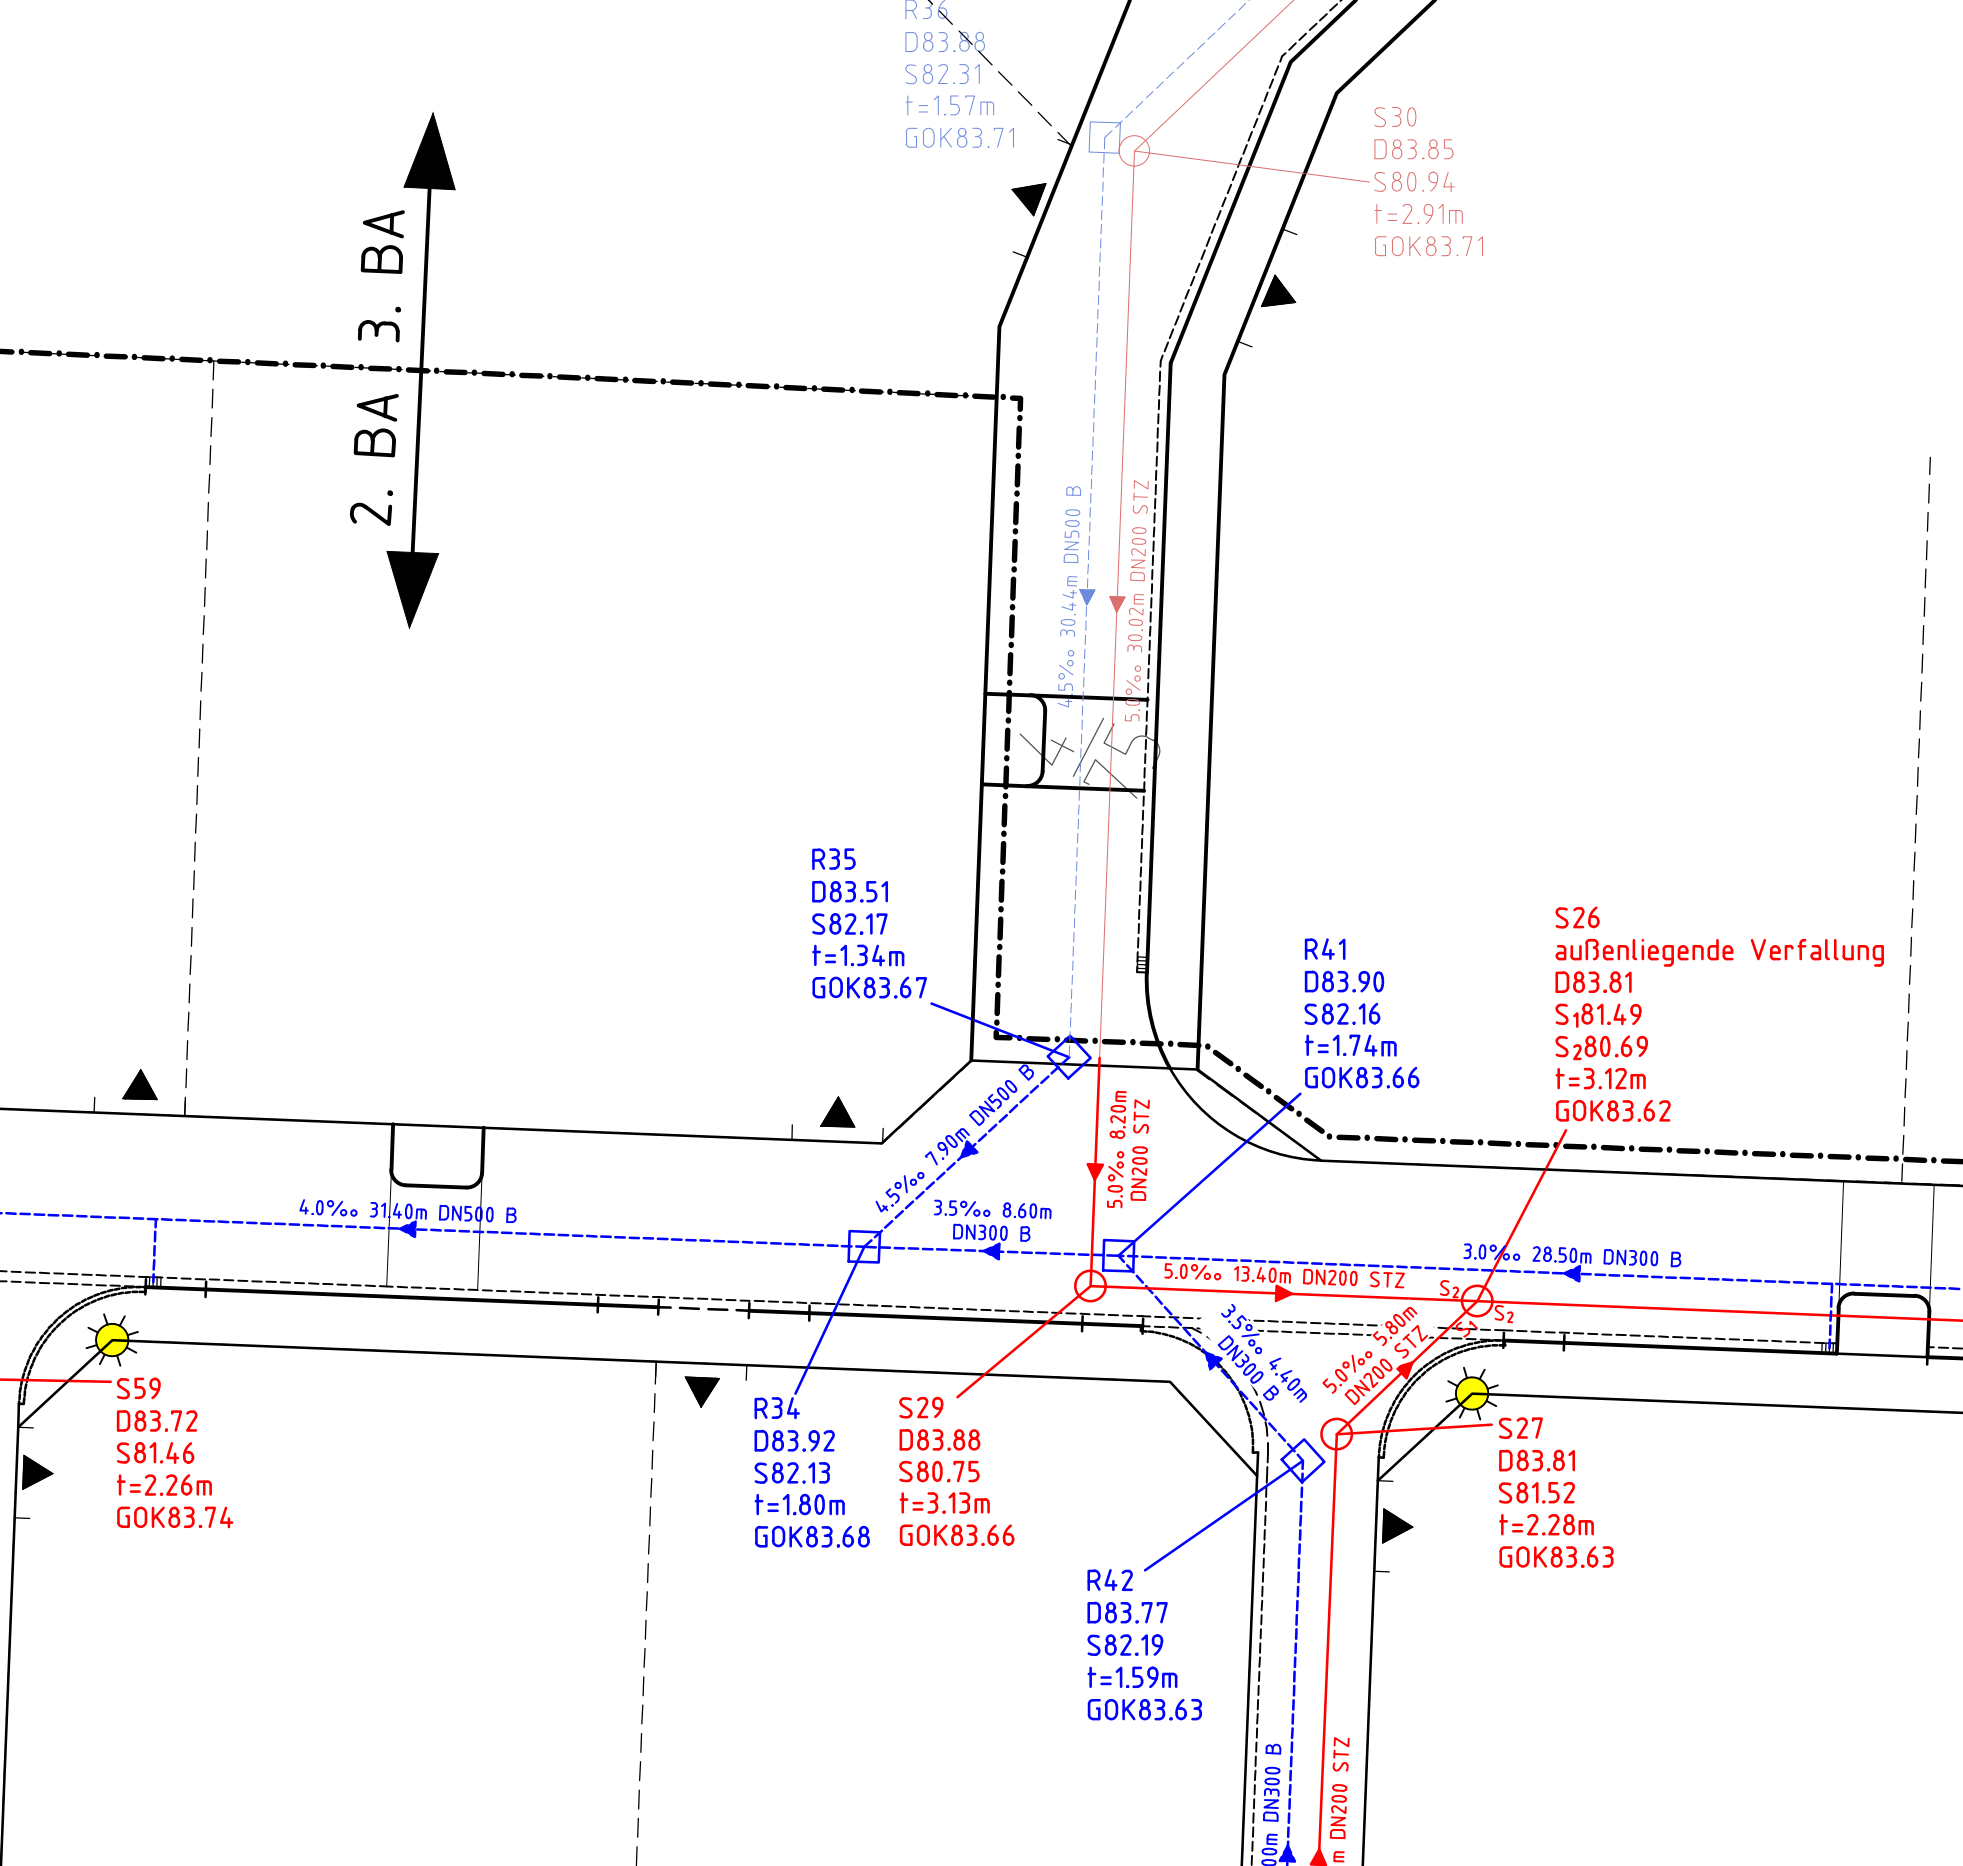 R36
D83.88
S82.31
t=1.57m
GOK83.71
S30
D83.85
S80.94
t=2.91m
GOK83.71
2. BA
3. BA
4.5‰ 30.44m DN500 B
5.0‰ 30.02m DN200 STZ
R35
D83.51
S82.17
t=1.34m
GOK83.67
R41
D83.90
S82.16
t=1.74m
GOK83.66
S26
außenliegende Verfallung
D83.81
S₁81.49
S₂80.69
t=3.12m
GOK83.62
4.5‰ 7.90m DN500 B
5.0‰ 8.20m
DN200 STZ
4.0‰ 31.40m DN500 B
3.5‰ 8.60m
DN300 B
3.0‰ 28.50m DN300 B
5.0‰ 13.40m DN200 STZ
S₂
S₂
S1
3.5‰ 4.40m
DN300 B
5.0‰ 5.80m
DN200 STZ
S59
D83.72
S81.46
t=2.26m
GOK83.74
R34
D83.92
S82.13
t=1.80m
GOK83.68
S29
D83.88
S80.75
t=3.13m
GOK83.66
S27
D83.81
S81.52
t=2.28m
GOK83.63
R42
D83.77
S82.19
t=1.59m
GOK83.63
00m DN300 B
m DN200 STZ